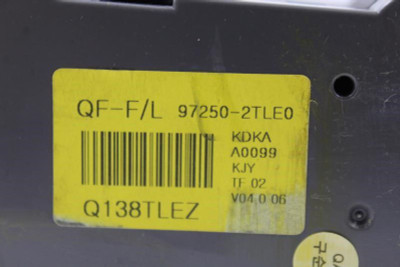 QF-F/L 97250-2TLE0
KDKA
A0099
KJY
TF 02
V04.0 06
Q138TLEZ